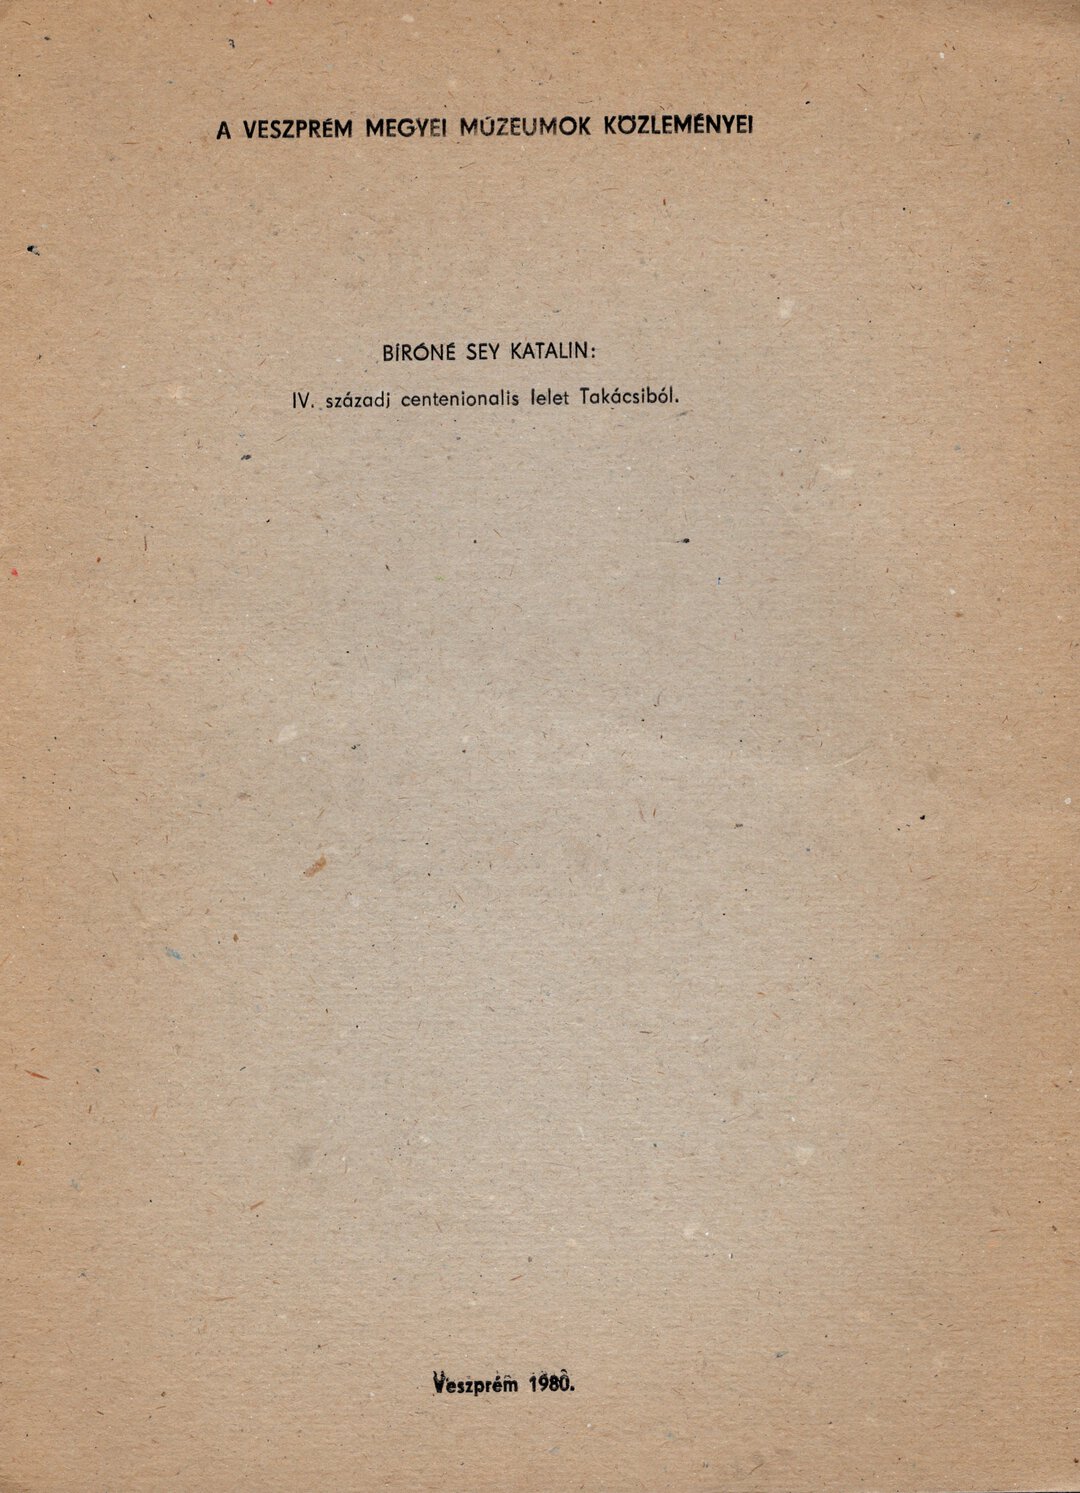 A VESZPRÉM MEGYEI MÚZEUMOK KÖZLEMÉNYEI
BÍRÓNÉ SEY KATALIN:
IV. századi centenionalis lelet Takácsiból.
Veszprém 1980.